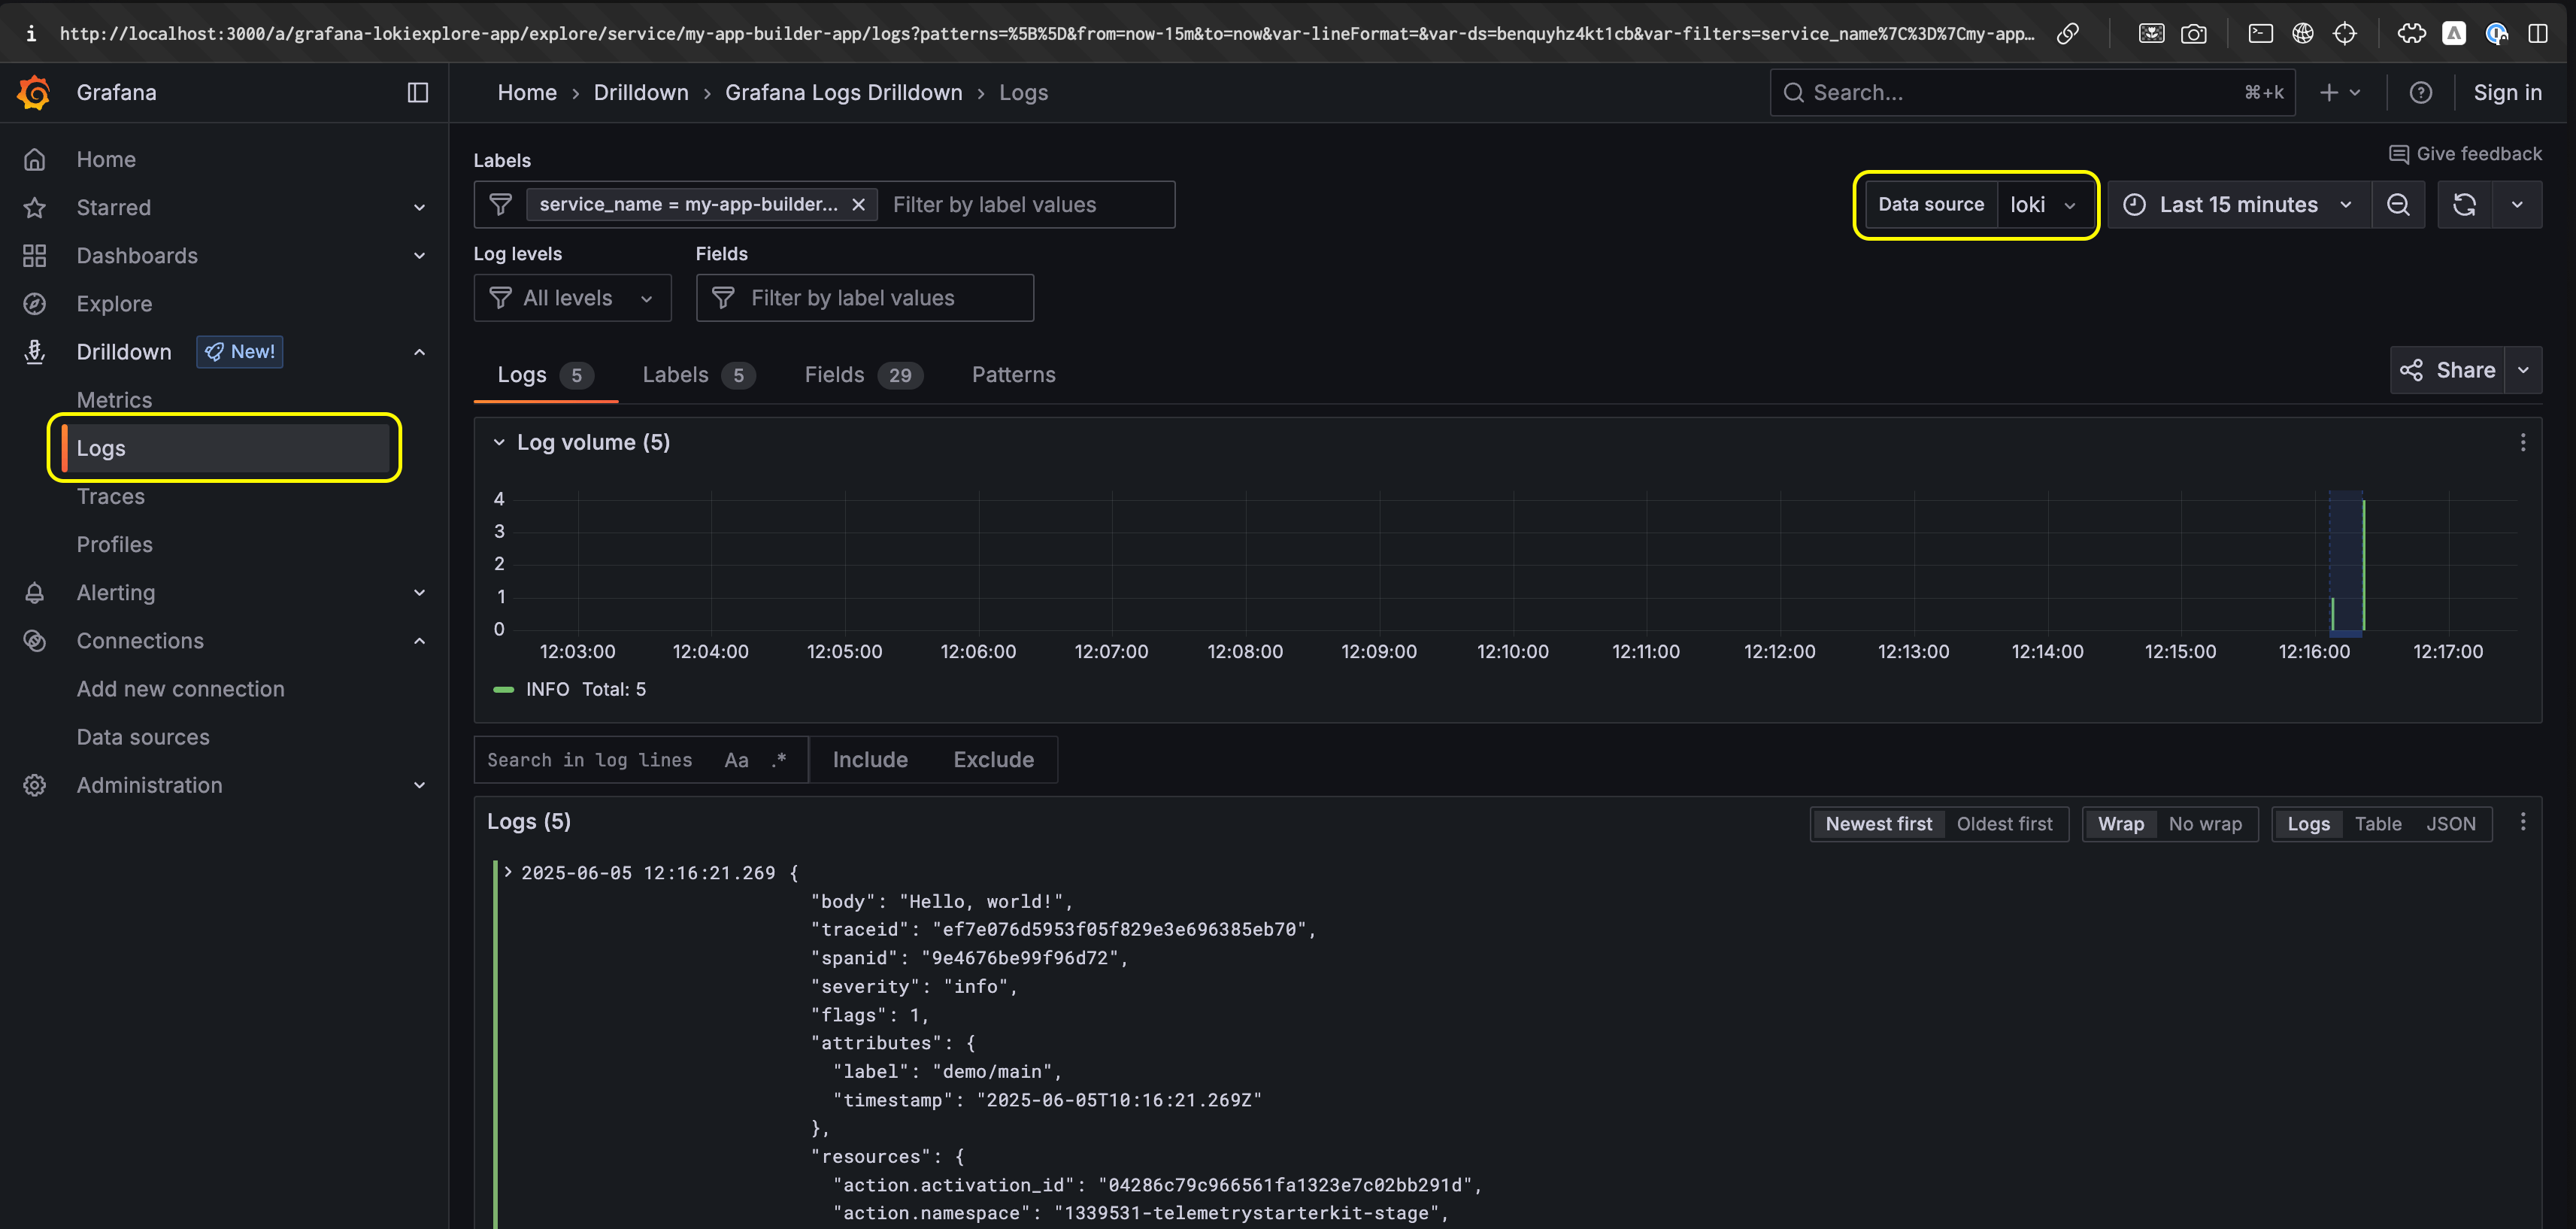 http://localhost:3000/a/grafana-lokiexplore-app/explore/service/my-app-builder-app/logs?patterns=%5B%5D&from=now-15m&to=now&var-lineFormat=&var-ds=benquyhz4kt1cb&var-filters=service_name%7C%3D%7Cmy-app…
Grafana
Home › Drilldown › Grafana Logs Drilldown › Logs
Search... ⌘+k
Sign in
Home
Starred
Dashboards
Explore
Drilldown New!
Metrics
Logs
Traces
Profiles
Alerting
Connections
Add new connection
Data sources
Administration
Give feedback
Labels
service_name = my-app-builder... Filter by label values
Data source loki Last 15 minutes
Log levels Fields
All levels Filter by label values
Logs 5 Labels 5 Fields 29 Patterns
Share
Log volume (5)
4
3
2
1
0
12:03:00 12:04:00 12:05:00 12:06:00 12:07:00 12:08:00 12:09:00 12:10:00 12:11:00 12:12:00 12:13:00 12:14:00 12:15:00 12:16:00 12:17:00
INFO Total: 5
Search in log lines Aa .* Include Exclude
Logs (5) Newest first Oldest first Wrap No wrap Logs Table JSON
2025-06-05 12:16:21.269 {
"body": "Hello, world!",
"traceid": "ef7e076d5953f05f829e3e696385eb70",
"spanid": "9e4676be99f96d72",
"severity": "info",
"flags": 1,
"attributes": {
"label": "demo/main",
"timestamp": "2025-06-05T10:16:21.269Z"
},
"resources": {
"action.activation_id": "04286c79c966561fa1323e7c02bb291d",
"action.namespace": "1339531-telemetrystarterkit-stage",